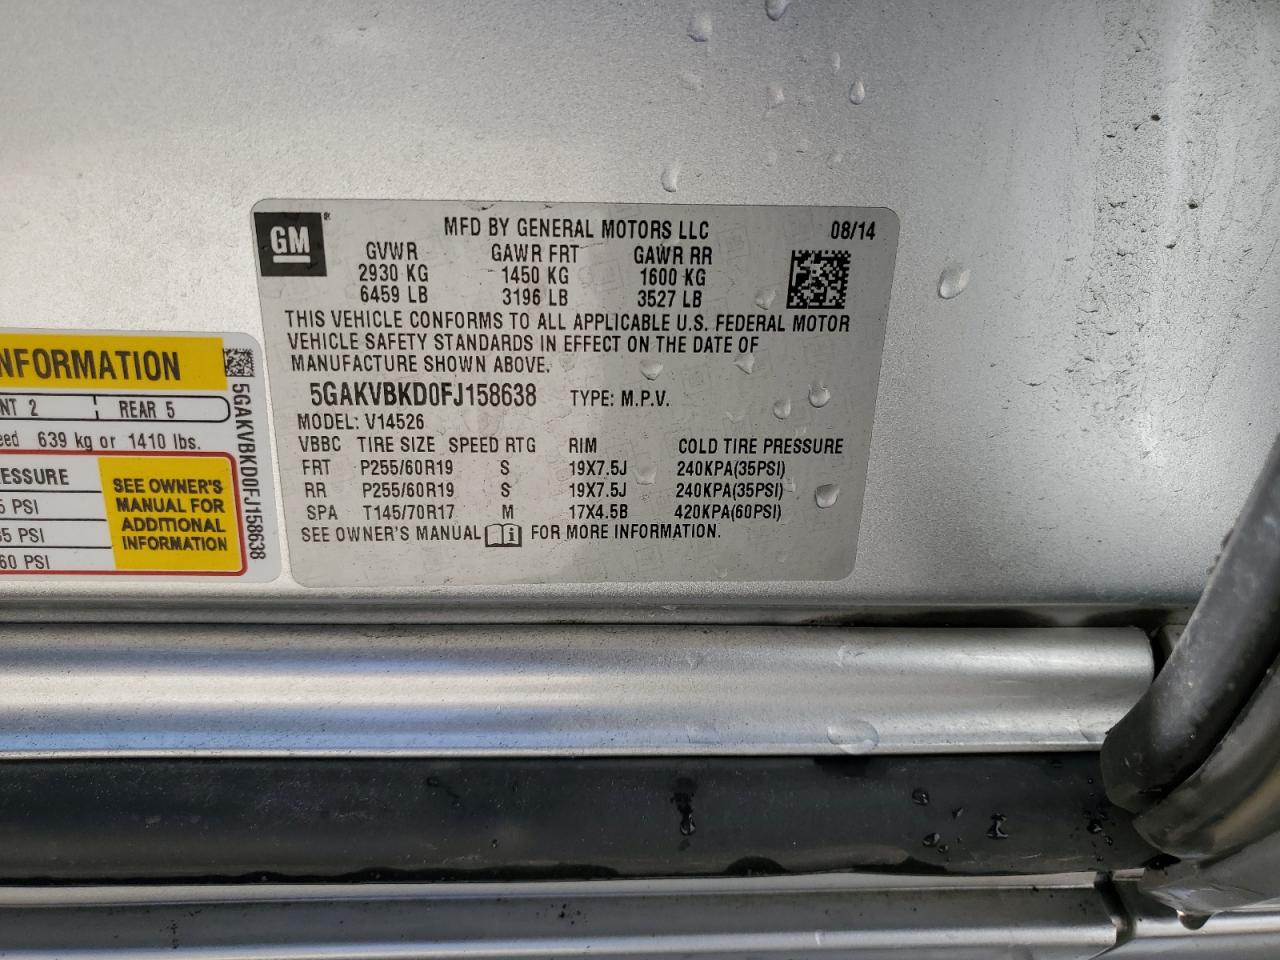 GM
MFD BY GENERAL MOTORS LLC 08/14
GVWR GAWR FRT GAWR RR
2930 KG 1450 KG 1600 KG
6459 LB 3196 LB 3527 LB
THIS VEHICLE CONFORMS TO ALL APPLICABLE U.S. FEDERAL MOTOR
VEHICLE SAFETY STANDARDS IN EFFECT ON THE DATE OF
MANUFACTURE SHOWN ABOVE.
5GAKVBKD0FJ158638 TYPE: M.P.V.
MODEL: V14526
VBBC TIRE SIZE SPEED RTG RIM COLD TIRE PRESSURE
FRT P255/60R19 S 19X7.5J 240KPA(35PSI)
RR P255/60R19 S 19X7.5J 240KPA(35PSI)
SPA T145/70R17 M 17X4.5B 420KPA(60PSI)
SEE OWNER'S MANUAL FOR MORE INFORMATION.
NFORMATION
NT 2 REAR 5
eed 639 kg or 1410 lbs.
ESSURE
5 PSI
35 PSI
60 PSI
SEE OWNER'S
MANUAL FOR
ADDITIONAL
INFORMATION
5GAKVBKD0FJ158638